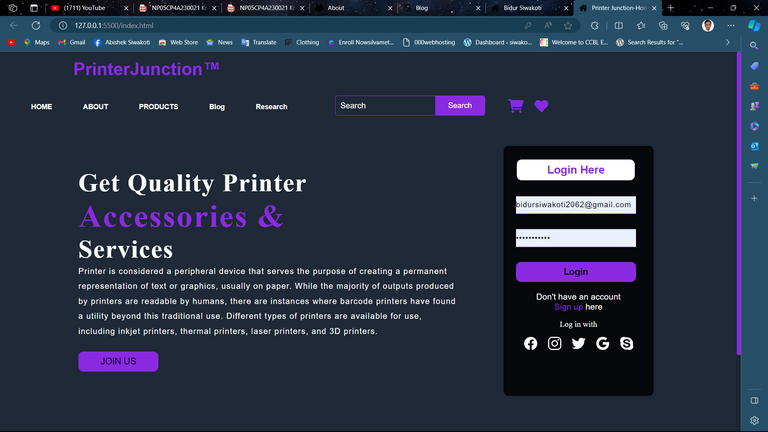 (1711) YouTube
NP05CP4A230021 Ko
NP05CP4A230021 Ko
About
Blog
Bidur Siwakoti
Printer Junction-Hom
127.0.0.1:5500/index.html
Maps
Gmail
Abishek Siwakoti
Web Store
News
Translate
Clothing
Enroll Nowsilvamet...
000webhosting
Dashboard ‹ siwako...
Welcome to CCBL E...
Search Results for "...
PrinterJunction™
HOME
ABOUT
PRODUCTS
Blog
Research
Search
Search
Get Quality Printer
Accessories &
Services
Printer is considered a peripheral device that serves the purpose of creating a permanent
representation of text or graphics, usually on paper. While the majority of outputs produced
by printers are readable by humans, there are instances where barcode printers have found
a utility beyond this traditional use. Different types of printers are available for use,
including inkjet printers, thermal printers, laser printers, and 3D printers.
JOIN US
Login Here
bidursiwakoti2062@gmail.com
•••••••••••
Login
Don't have an account
Sign up here
Log in with